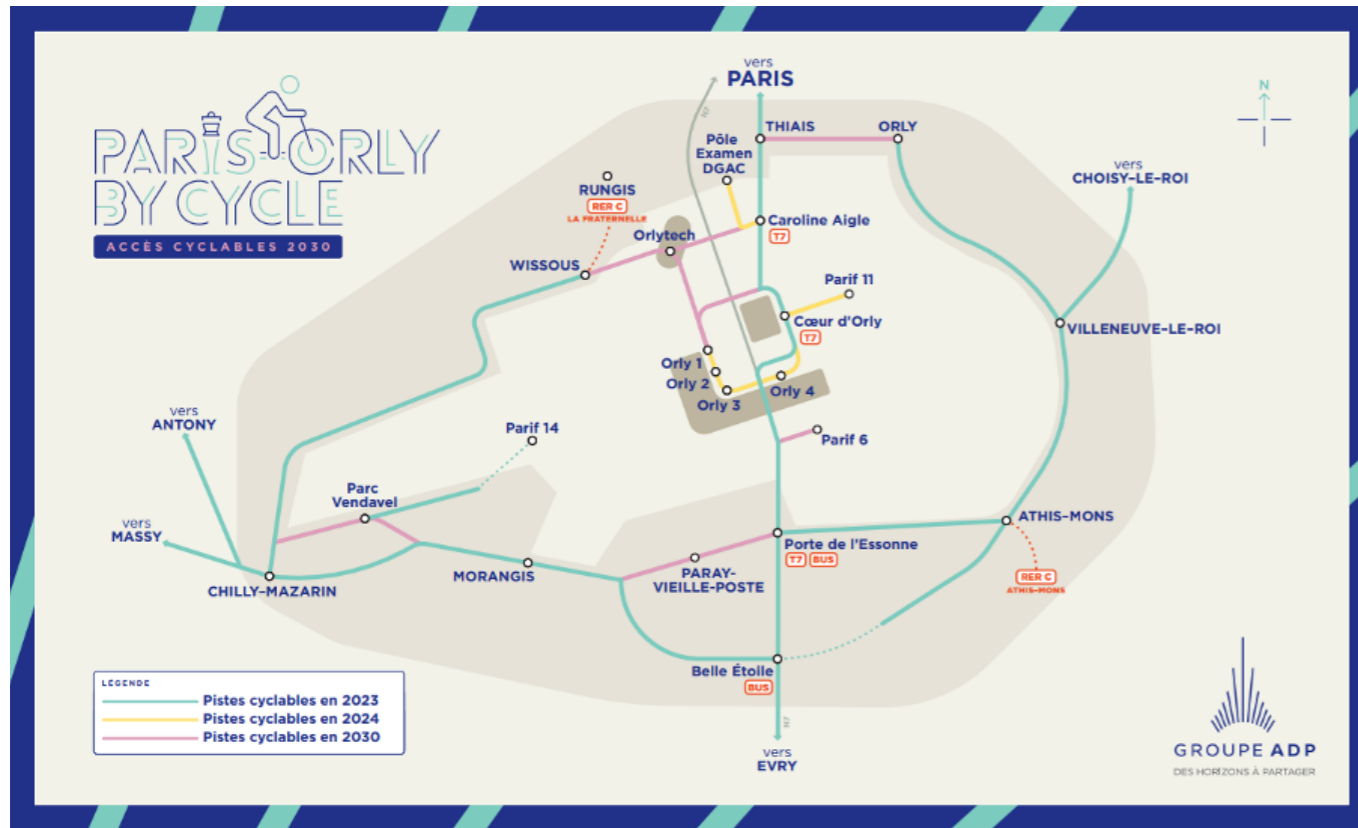 PARIS-ORLY
BY CYCLE
ACCÈS CYCLABLES 2030
vers
PARIS
N7
N
THIAIS
ORLY
Pôle
Examen
DGAC
vers
CHOISY-LE-ROI
RUNGIS
RER C
LA FRATERNELLE
Orlytech
Caroline Aigle
T7
WISSOUS
Parif 11
Cœur d'Orly
T7
VILLENEUVE-LE-ROI
Orly 1
Orly 2
Orly 3
Orly 4
vers
ANTONY
Parif 14
Parif 6
Parc
Vendavel
vers
MASSY
ATHIS-MONS
Porte de l'Essonne
T7 BUS
CHILLY-MAZARIN
MORANGIS
PARAY-
VIEILLE-POSTE
RER C
ATHIS-MONS
Belle Étoile
BUS
N7
vers
EVRY
LÉGENDE
Pistes cyclables en 2023
Pistes cyclables en 2024
Pistes cyclables en 2030
GROUPE ADP
DES HORIZONS À PARTAGER